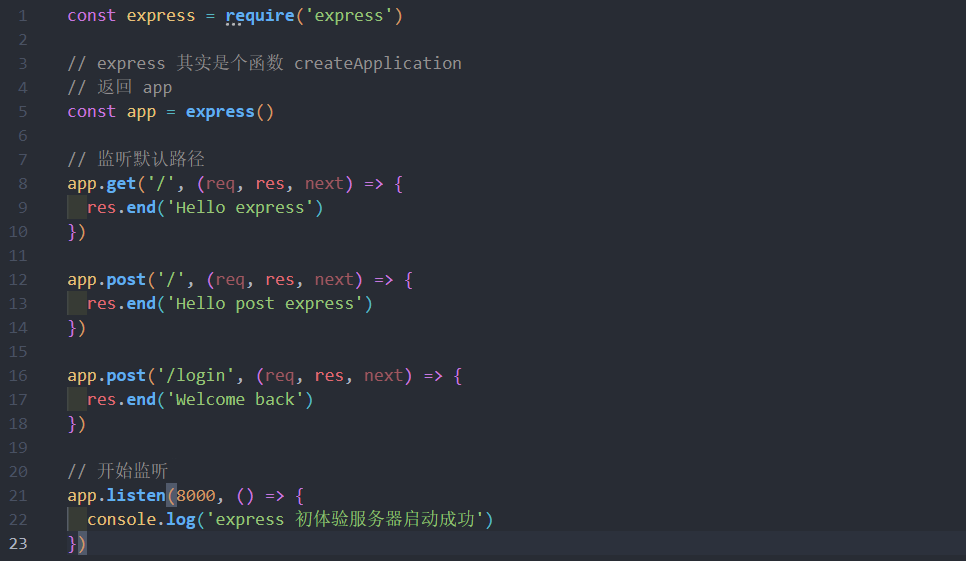 1 const express = require('express')
2
3 // express 其实是个函数 createApplication
4 // 返回 app
5 const app = express()
6
7 // 监听默认路径
8 app.get('/', (req, res, next) => {
9   res.end('Hello express')
10 })
11
12 app.post('/', (req, res, next) => {
13   res.end('Hello post express')
14 })
15
16 app.post('/login', (req, res, next) => {
17   res.end('Welcome back')
18 })
19
20 // 开始监听
21 app.listen(8000, () => {
22   console.log('express 初体验服务器启动成功')
23 })